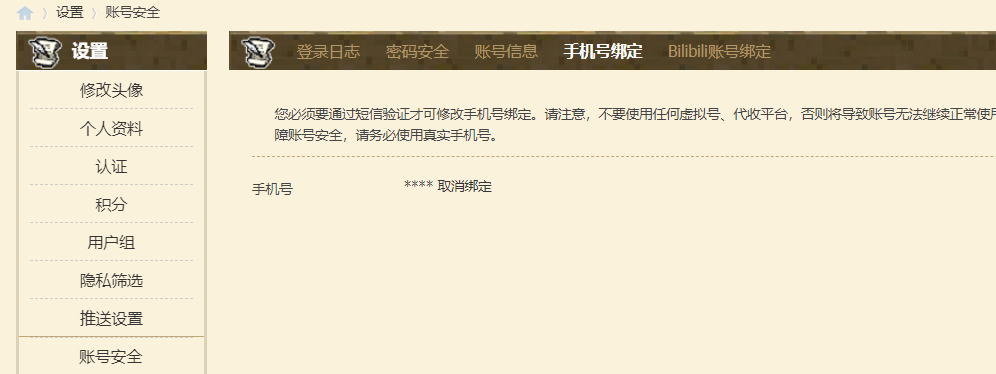 设置 账号安全
设置
登录日志 密码安全 账号信息 手机号绑定 Bilibili账号绑定
修改头像
个人资料
认证
积分
用户组
隐私筛选
推送设置
账号安全
您必须要通过短信验证才可修改手机号绑定。请注意，不要使用任何虚拟号、代收平台，否则将导致账号无法继续正常使用
障账号安全，请务必使用真实手机号。
手机号 **** 取消绑定